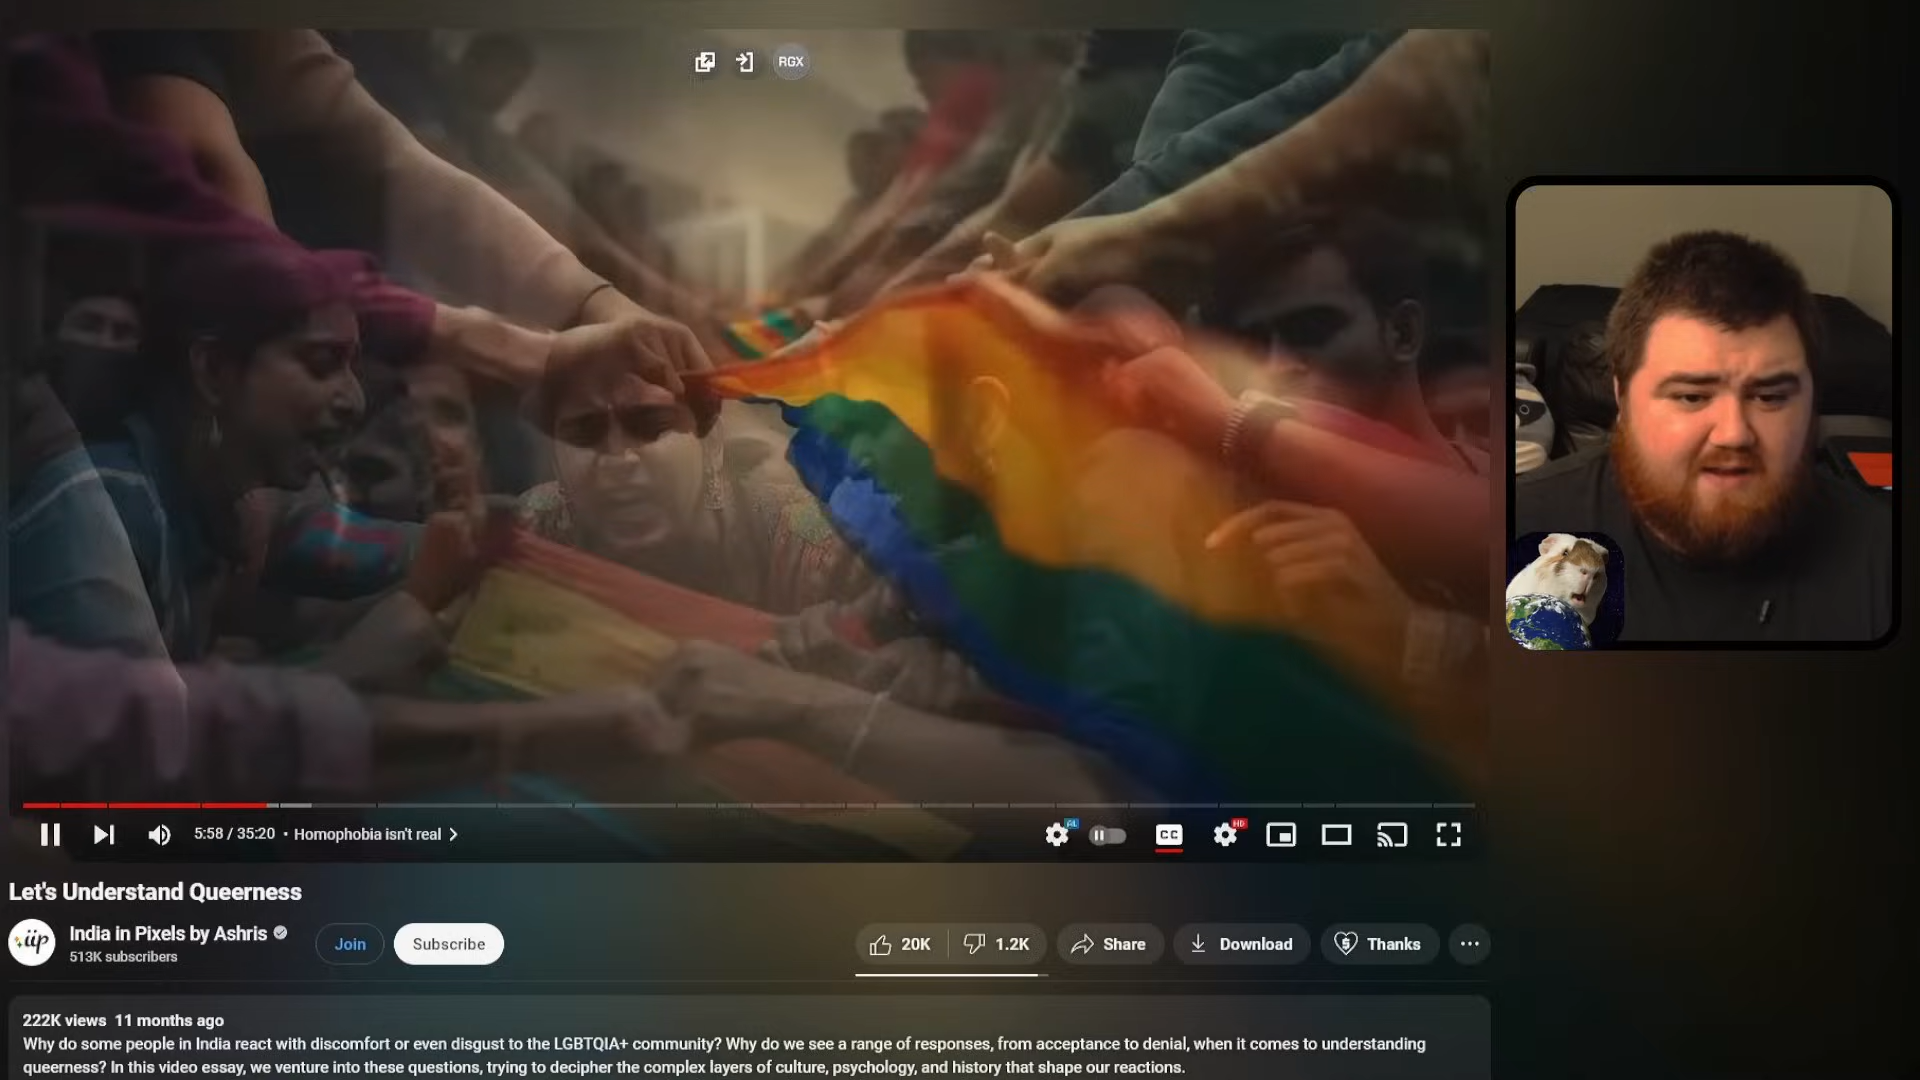 RGX
AL
HD
5:58 / 35:20 • Homophobia isn't real
CC
Let's Understand Queerness
iip
India in Pixels by Ashris
513K subscribers
Join
Subscribe
20K
1.2K
Share
Download
Thanks
222K views 11 months ago
Why do some people in India react with discomfort or even disgust to the LGBTQIA+ community? Why do we see a range of responses, from acceptance to denial, when it comes to understanding
queerness? In this video essay, we venture into these questions, trying to decipher the complex layers of culture, psychology, and history that shape our reactions.